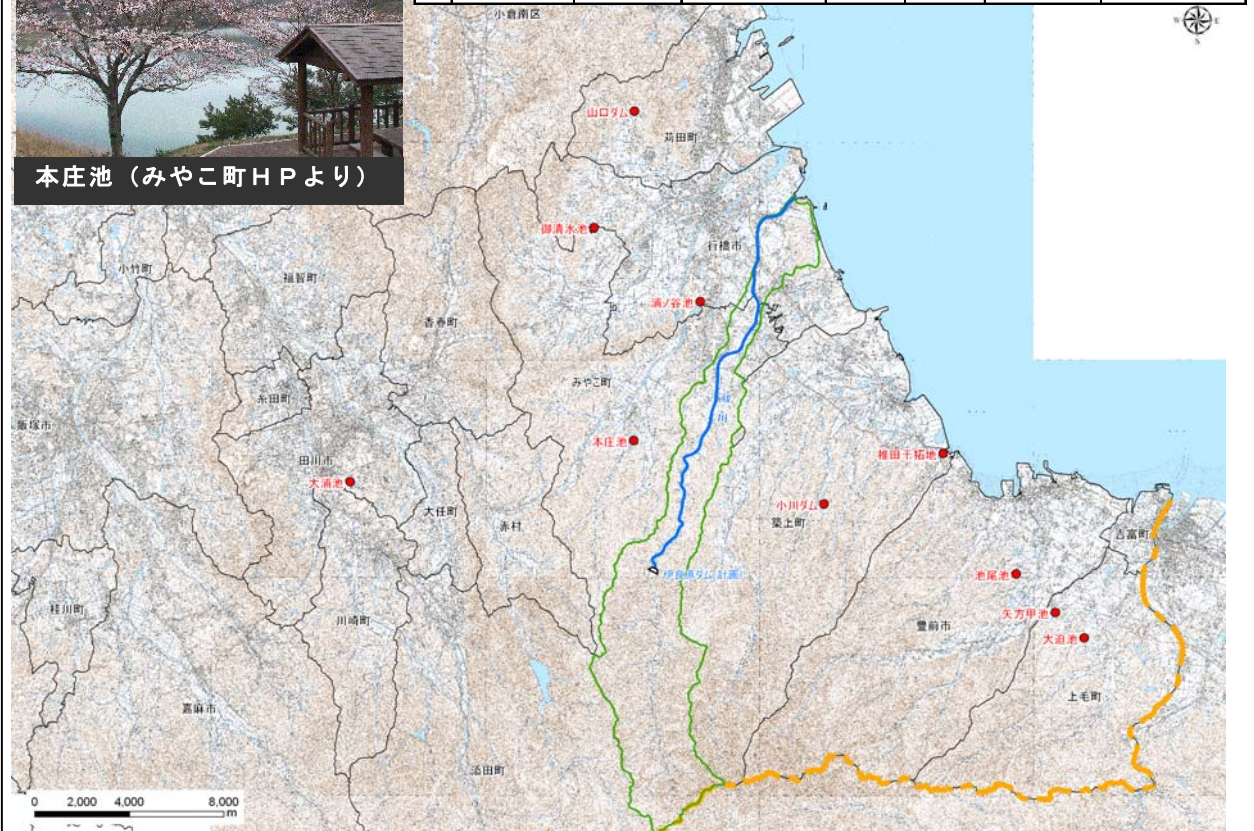 小倉南区
W E
S
山口ダム
苅田町
本庄池（みやこ町ＨＰより）
御清水池
行橋市
小竹町
福智町
浦ノ谷池
香春町
みやこ町
糸田町
飯塚市
祓川
本庄池
椎田干拓地
田川市
大浦池
小川ダム
大任町
築上町
赤村
吉富町
伊良原ダム(計画)
池尾池
桂川町
矢方甲池
川崎町
豊前市
大迫池
上毛町
嘉麻市
添田町
0 2,000 4,000 8,000
m